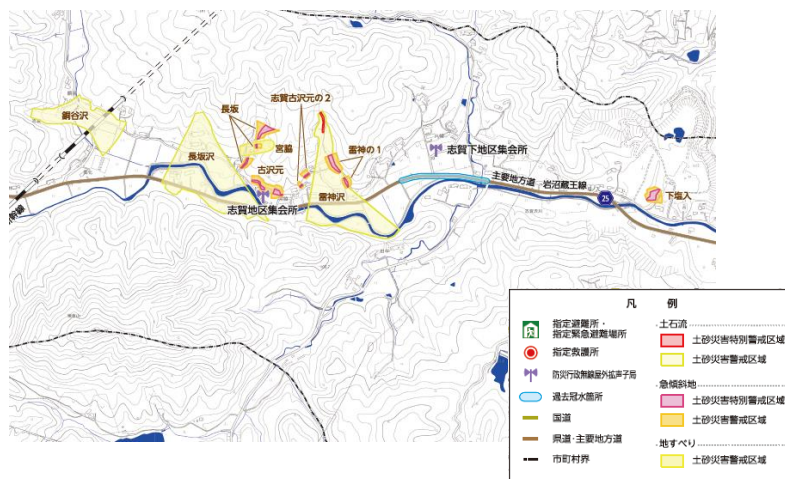 志賀古沢元の2
長坂
鍋谷沢
宮脇
雷神の1
志賀下地区集会所
長坂沢
古沢元
主要地方道 岩沼蔵王線
25
下塩入
雷神沢
志賀地区集会所
幹線
凡例
指定避難所・
指定緊急避難場所
指定救護所
防災行政無線屋外拡声子局
過去冠水箇所
国道
県道・主要地方道
市町村界
土石流
土砂災害特別警戒区域
土砂災害警戒区域
急傾斜地
土砂災害特別警戒区域
土砂災害警戒区域
地すべり
土砂災害警戒区域